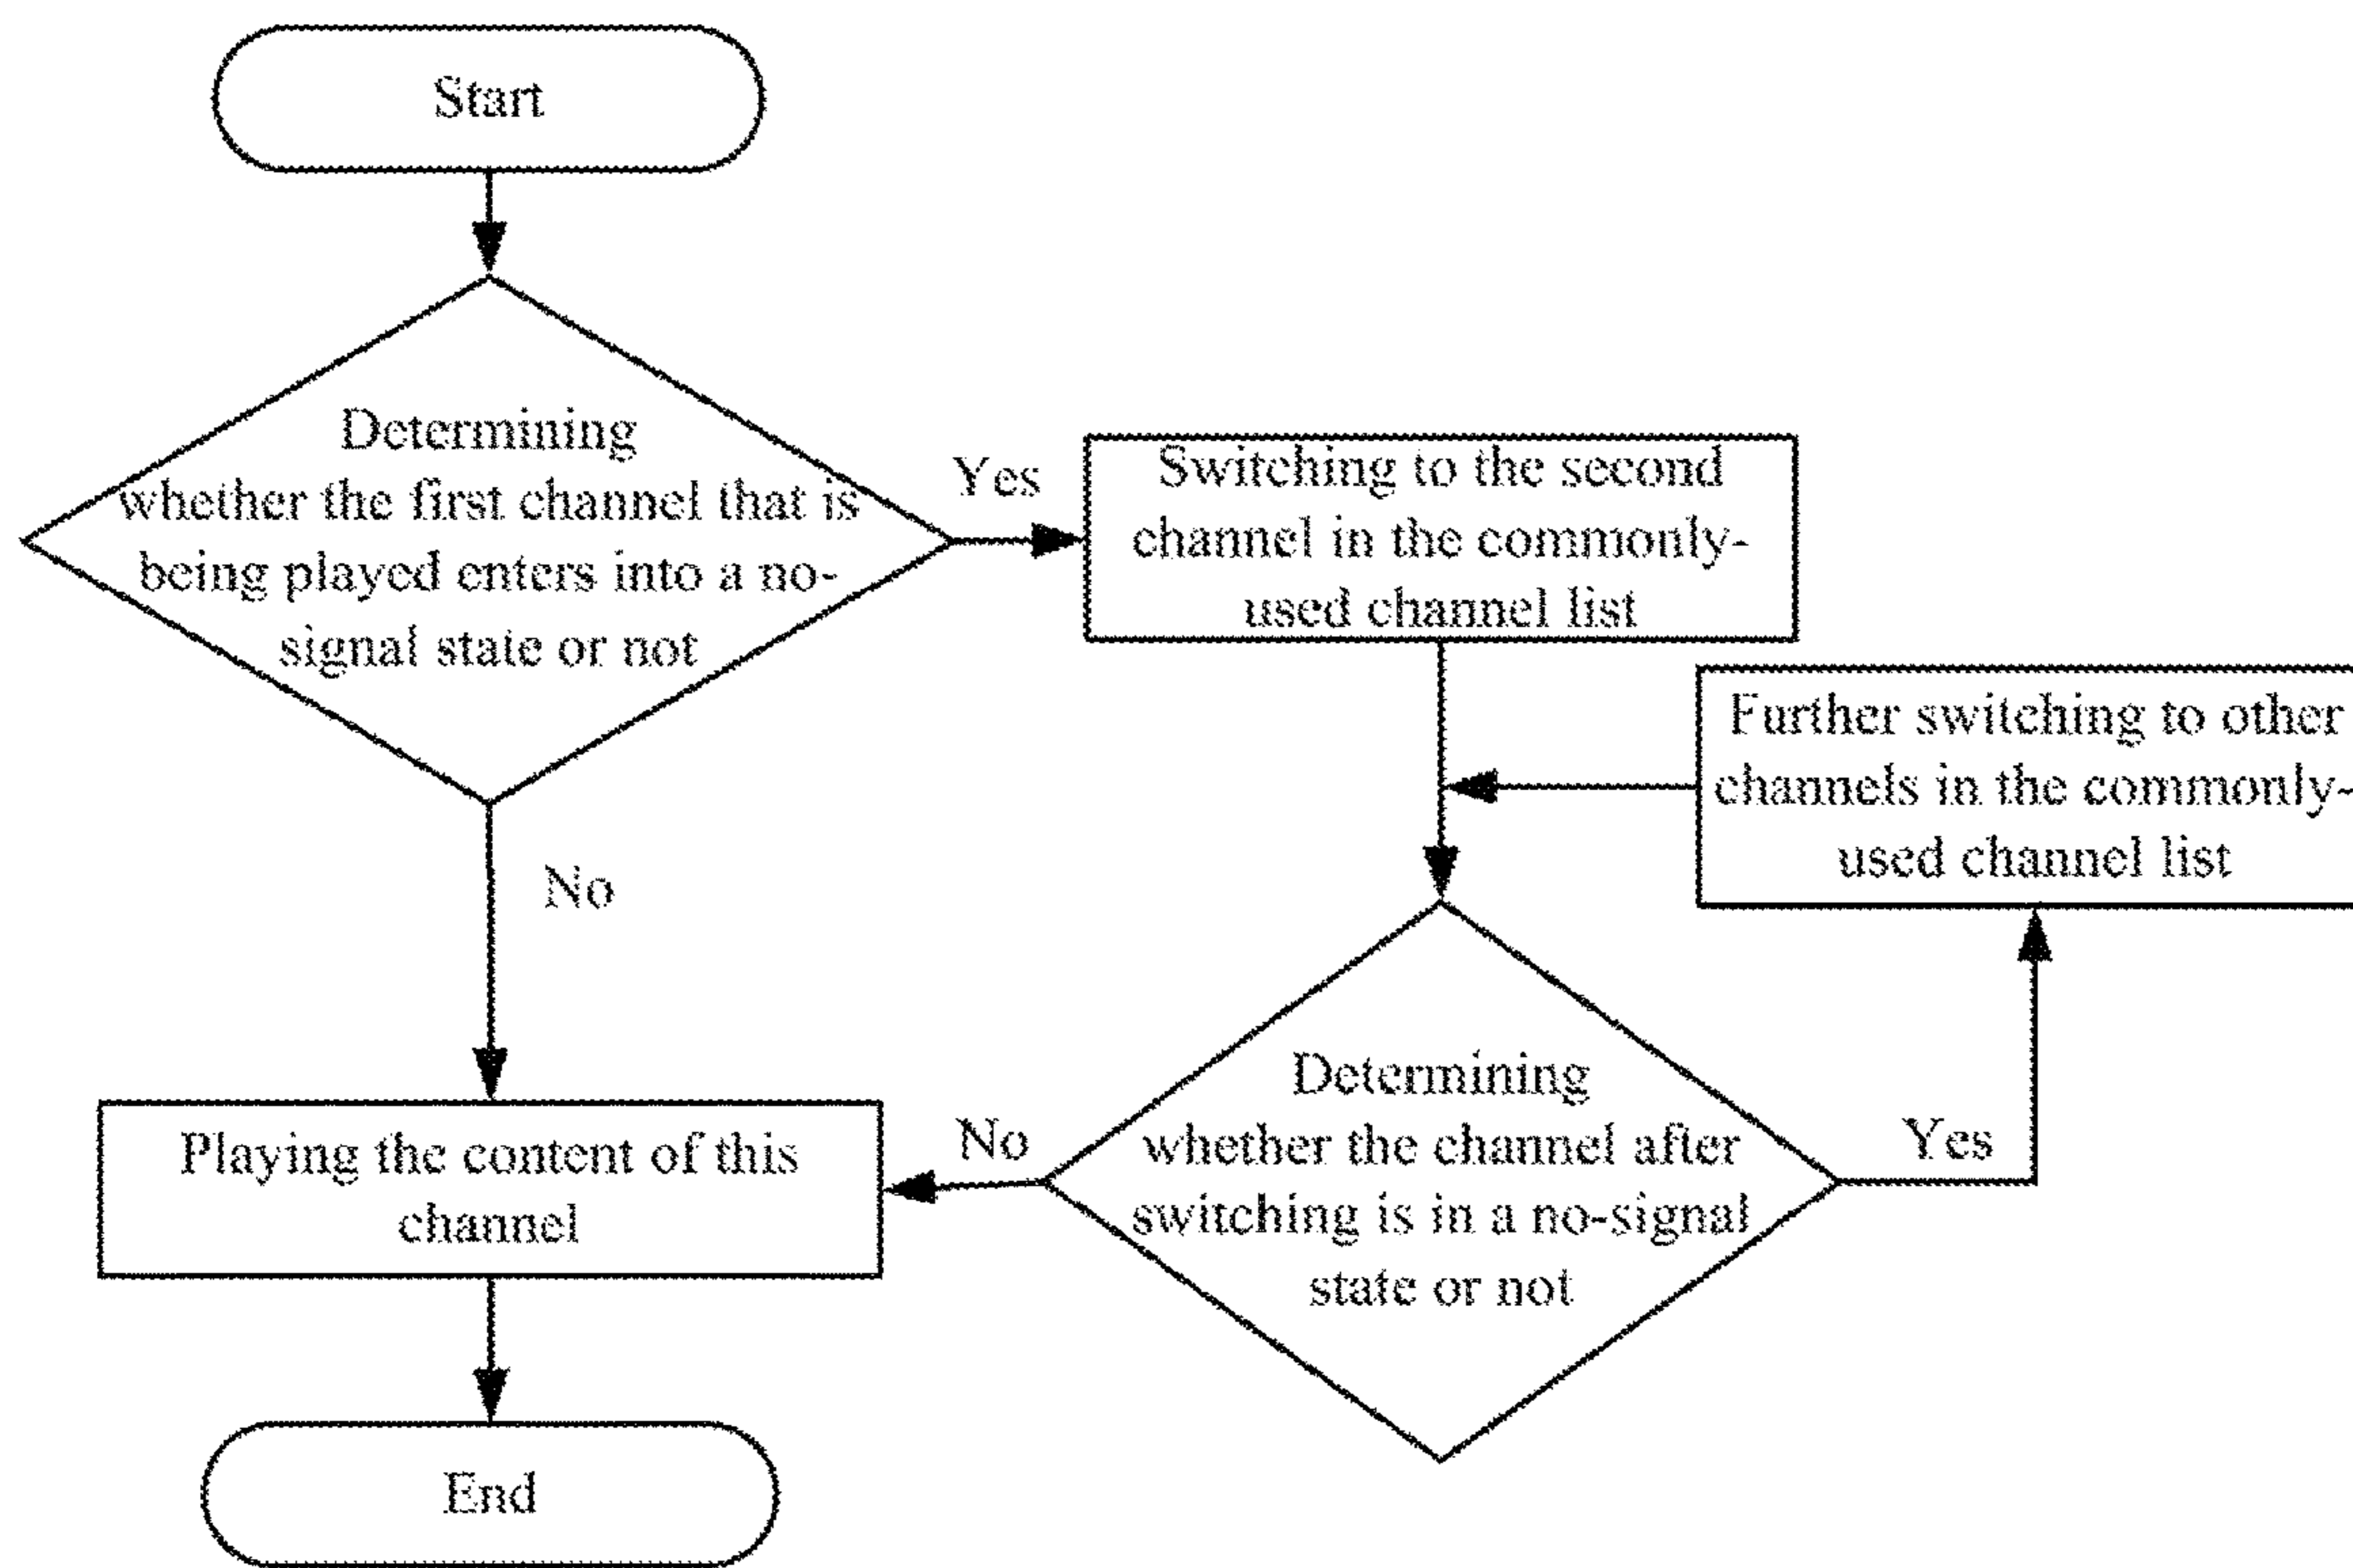 Start
Determining
whether the first channel that is
being played enters into a no-
signal state or not
Yes
Switching to the second
channel in the commonly-
used channel list
Further switching to other
channels in the commonly-
used channel list
No
Determining
whether the channel after
switching is in a no-signal
state or not
Yes
No
Playing the content of this
channel
End